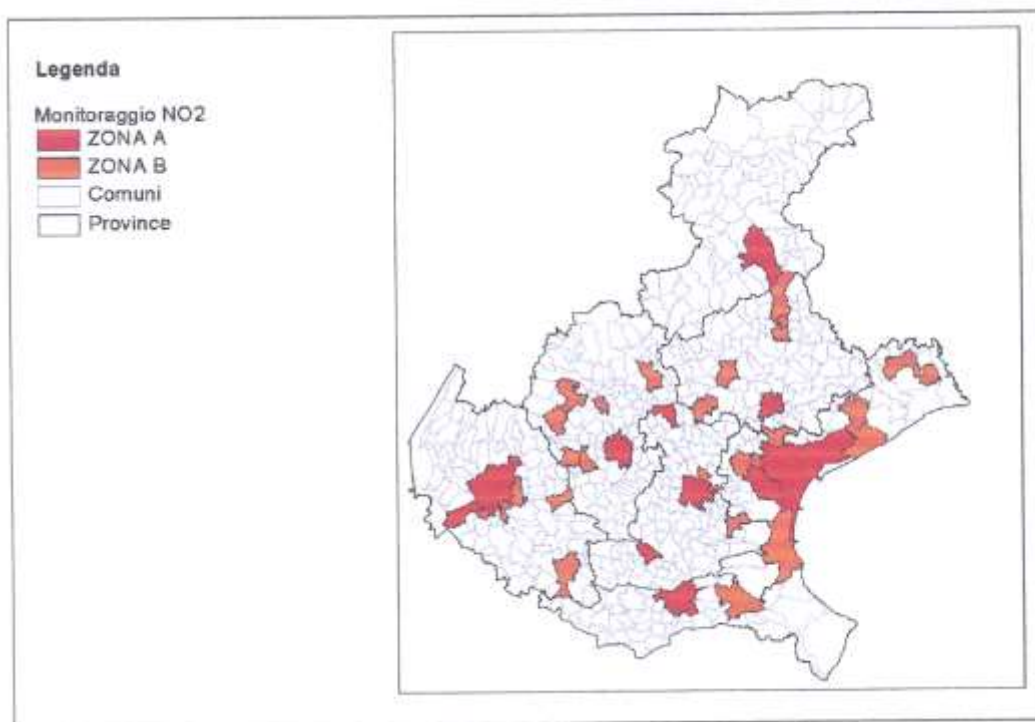 Legenda
Monitoraggio NO2
ZONA A
ZONA B
Comuni
Province